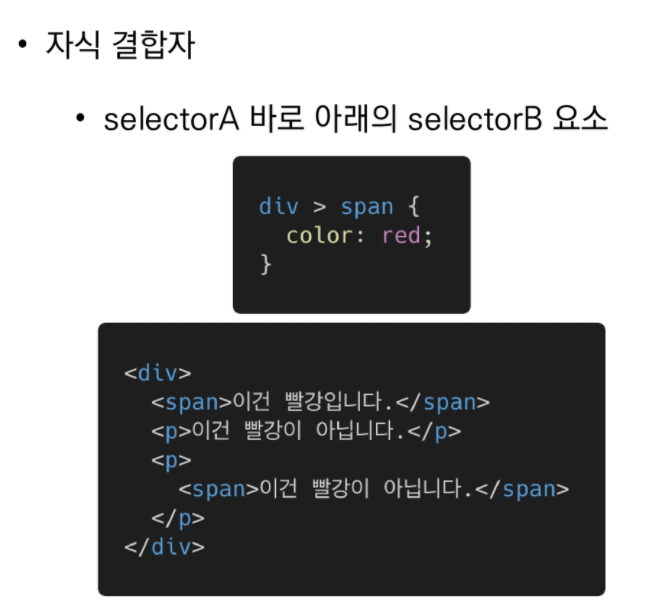 • 자식 결합자
• selectorA 바로 아래의 selectorB 요소
div > span {
  color: red;
}
<div>
  <span>이건 빨강입니다.</span>
  <p>이건 빨강이 아닙니다.</p>
  <p>
    <span>이건 빨강이 아닙니다.</span>
  </p>
</div>